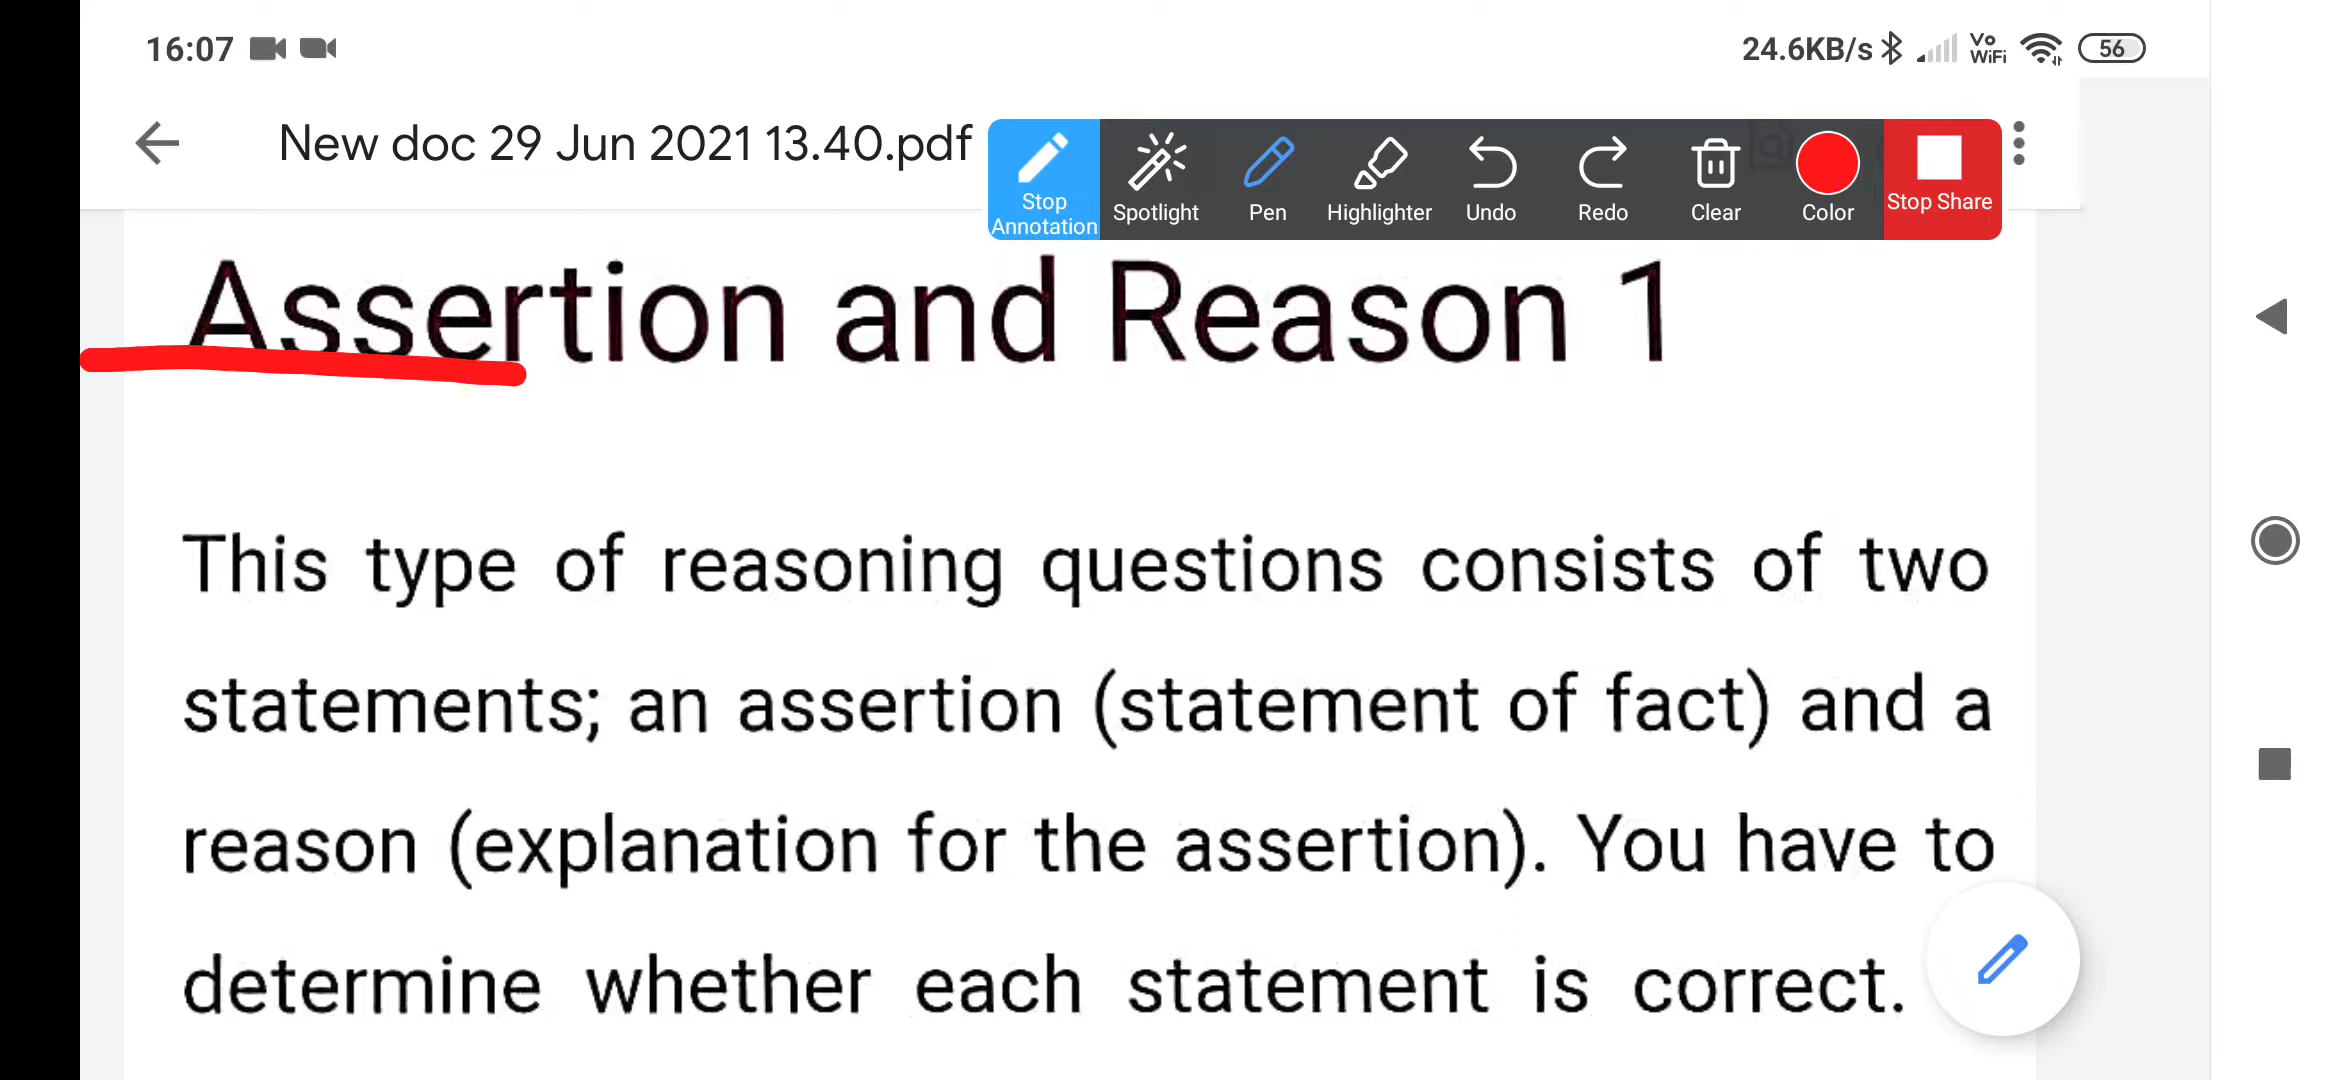 16:07 24.6KB/s Vo WiFi 56
New doc 29 Jun 2021 13.40.pdf
Stop Annotation Spotlight Pen Highlighter Undo Redo Clear Color Stop Share
Assertion and Reason 1
This type of reasoning questions consists of two
statements; an assertion (statement of fact) and a
reason (explanation for the assertion). You have to
determine whether each statement is correct.